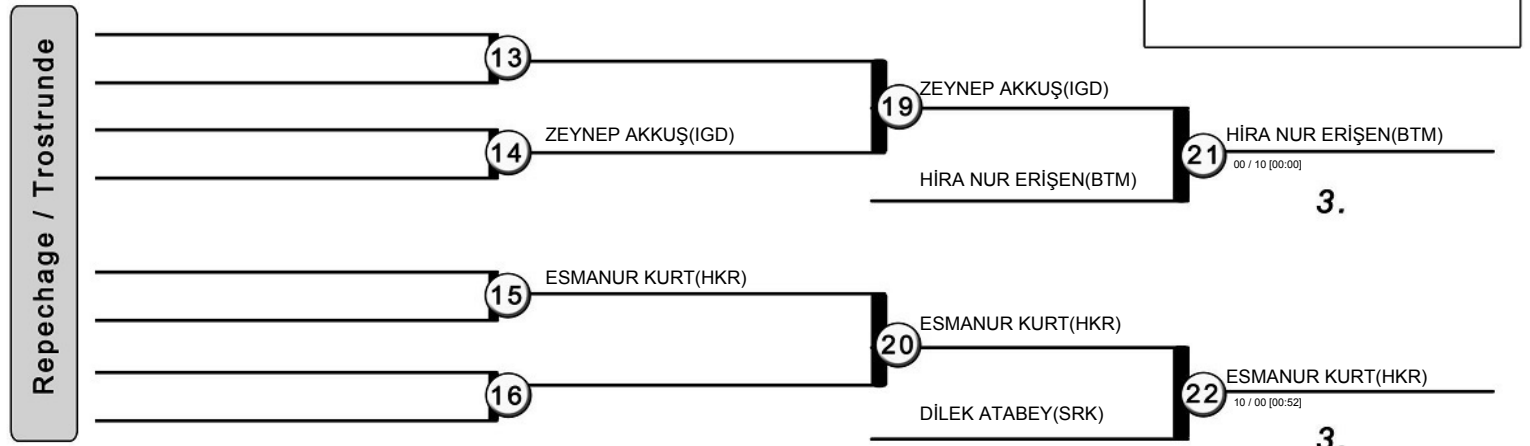 Repechage / Trostrunde
13
ZEYNEP AKKUŞ(IGD)
19
ZEYNEP AKKUŞ(IGD)
14
HİRA NUR ERİŞEN(BTM)
21
00 / 10 [00:00]
HİRA NUR ERİŞEN(BTM)
3.
ESMANUR KURT(HKR)
15
ESMANUR KURT(HKR)
20
ESMANUR KURT(HKR)
16
22
10 / 00 [00:52]
DİLEK ATABEY(SRK)
3.